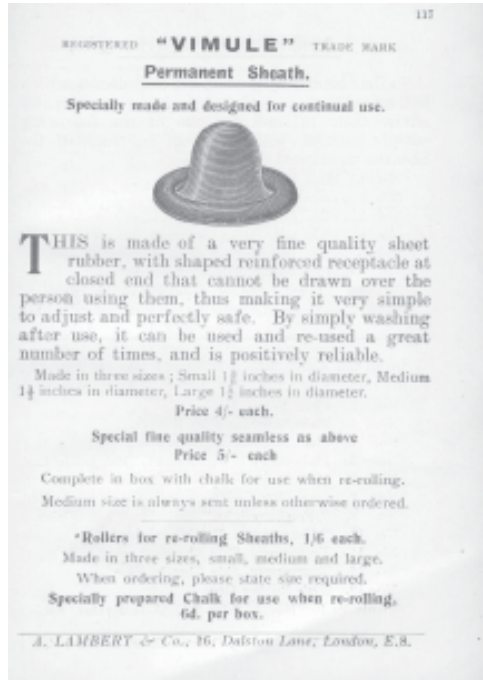 117
REGISTERED "VIMULE" TRADE MARK
Permanent Sheath.
Specially made and designed for continual use.
THIS is made of a very fine quality sheet
rubber, with shaped reinforced receptacle at
closed end that cannot be drawn over the
person using them, thus making it very simple
to adjust and perfectly safe. By simply washing
after use, it can be used and re-used a great
number of times, and is positively reliable.
Made in three sizes; Small inches in diameter, Medium
inches in diameter, Large inches in diameter.
Price 4/- each.
Special fine quality seamless as above
Price 5/- each
Complete in box with chalk for use when re-rolling.
Medium size is always sent unless otherwise ordered.
*Rollers for re-rolling Sheaths, 1/6 each.
Made in three sizes, small, medium and large.
When ordering, please state size required.
Specially prepared Chalk for use when re-rolling,
6d. per box.
A. LAMBERT & Co., 16, Dalston Lane, London, E.8.